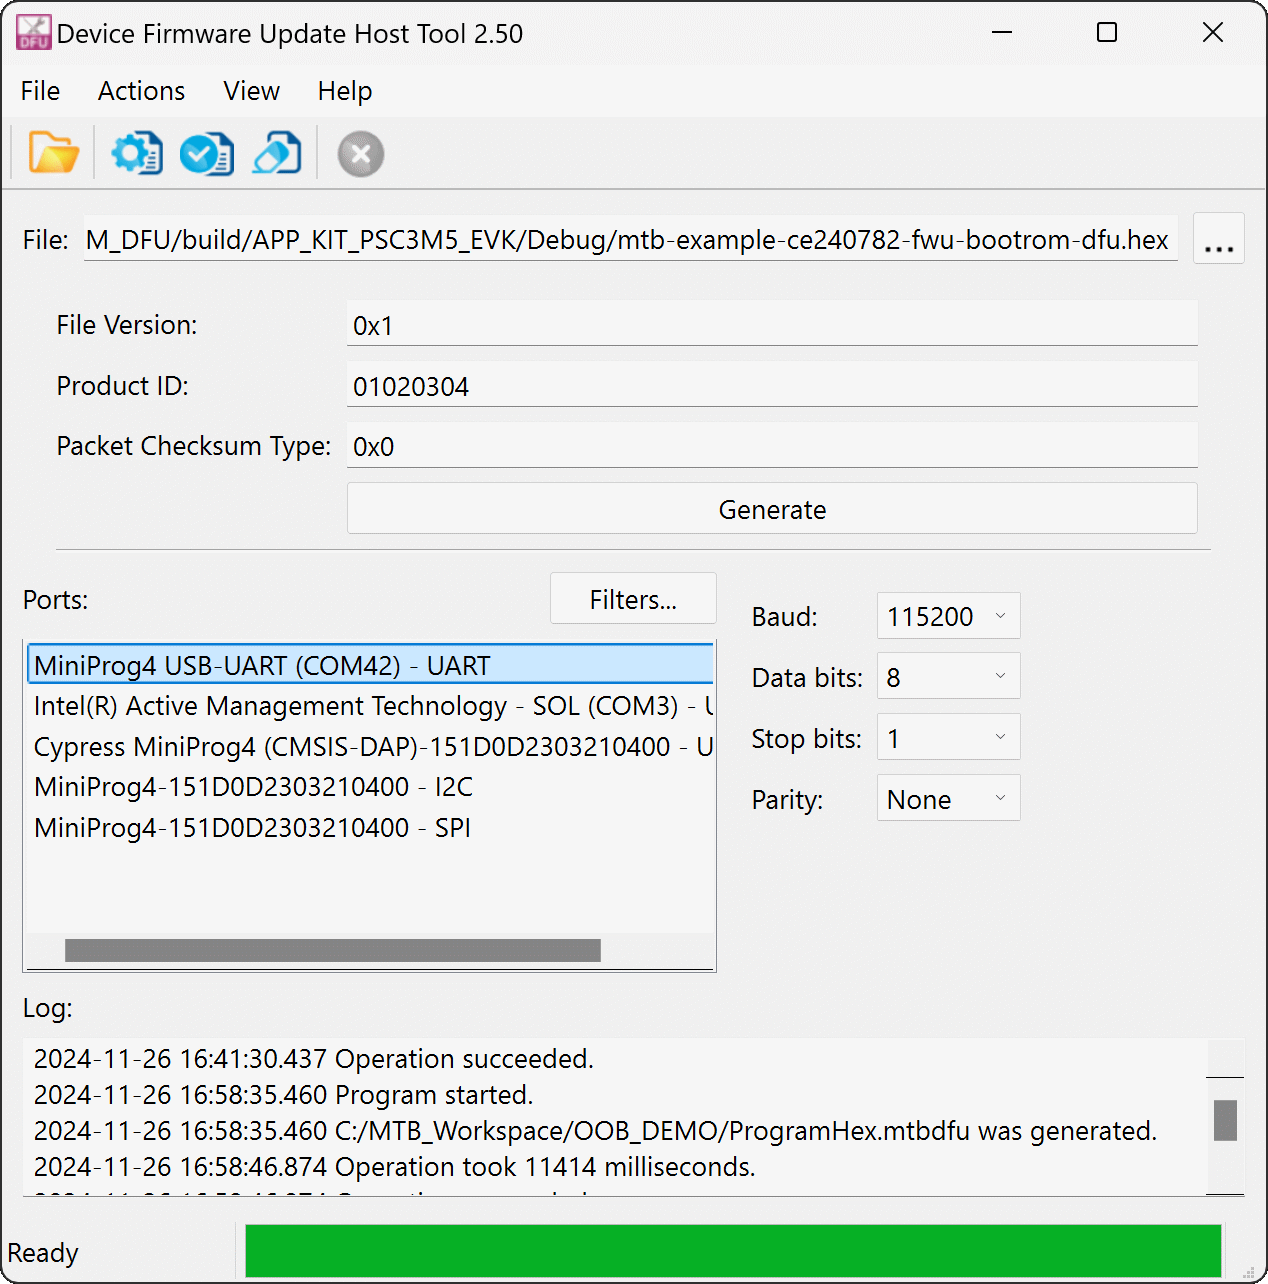 DFU
Device Firmware Update Host Tool 2.50
File Actions View Help
File: M_DFU/build/APP_KIT_PSC3M5_EVK/Debug/mtb-example-ce240782-fwu-bootrom-dfu.hex ...
File Version: 0x1
Product ID: 01020304
Packet Checksum Type: 0x0
Generate
Ports: Filters...
MiniProg4 USB-UART (COM42) - UART
Intel(R) Active Management Technology - SOL (COM3) - U
Cypress MiniProg4 (CMSIS-DAP)-151D0D2303210400 - U
MiniProg4-151D0D2303210400 - I2C
MiniProg4-151D0D2303210400 - SPI
Baud: 115200
Data bits: 8
Stop bits: 1
Parity: None
Log:
2024-11-26 16:41:30.437 Operation succeeded.
2024-11-26 16:58:35.460 Program started.
2024-11-26 16:58:35.460 C:/MTB_Workspace/OOB_DEMO/ProgramHex.mtbdfu was generated.
2024-11-26 16:58:46.874 Operation took 11414 milliseconds.
Ready